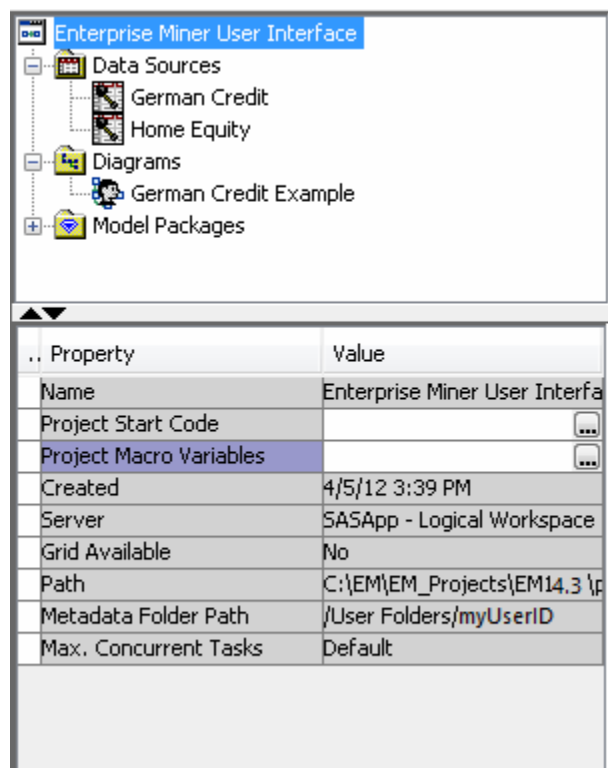 Enterprise Miner User Interface
Data Sources
German Credit
Home Equity
Diagrams
German Credit Example
Model Packages
.. Property Value
Name Enterprise Miner User Interfa
Project Start Code ...
Project Macro Variables ...
Created 4/5/12 3:39 PM
Server SASApp - Logical Workspace
Grid Available No
Path C:\EM\EM_Projects\EM14.3 \p
Metadata Folder Path /User Folders/myUserID
Max. Concurrent Tasks Default